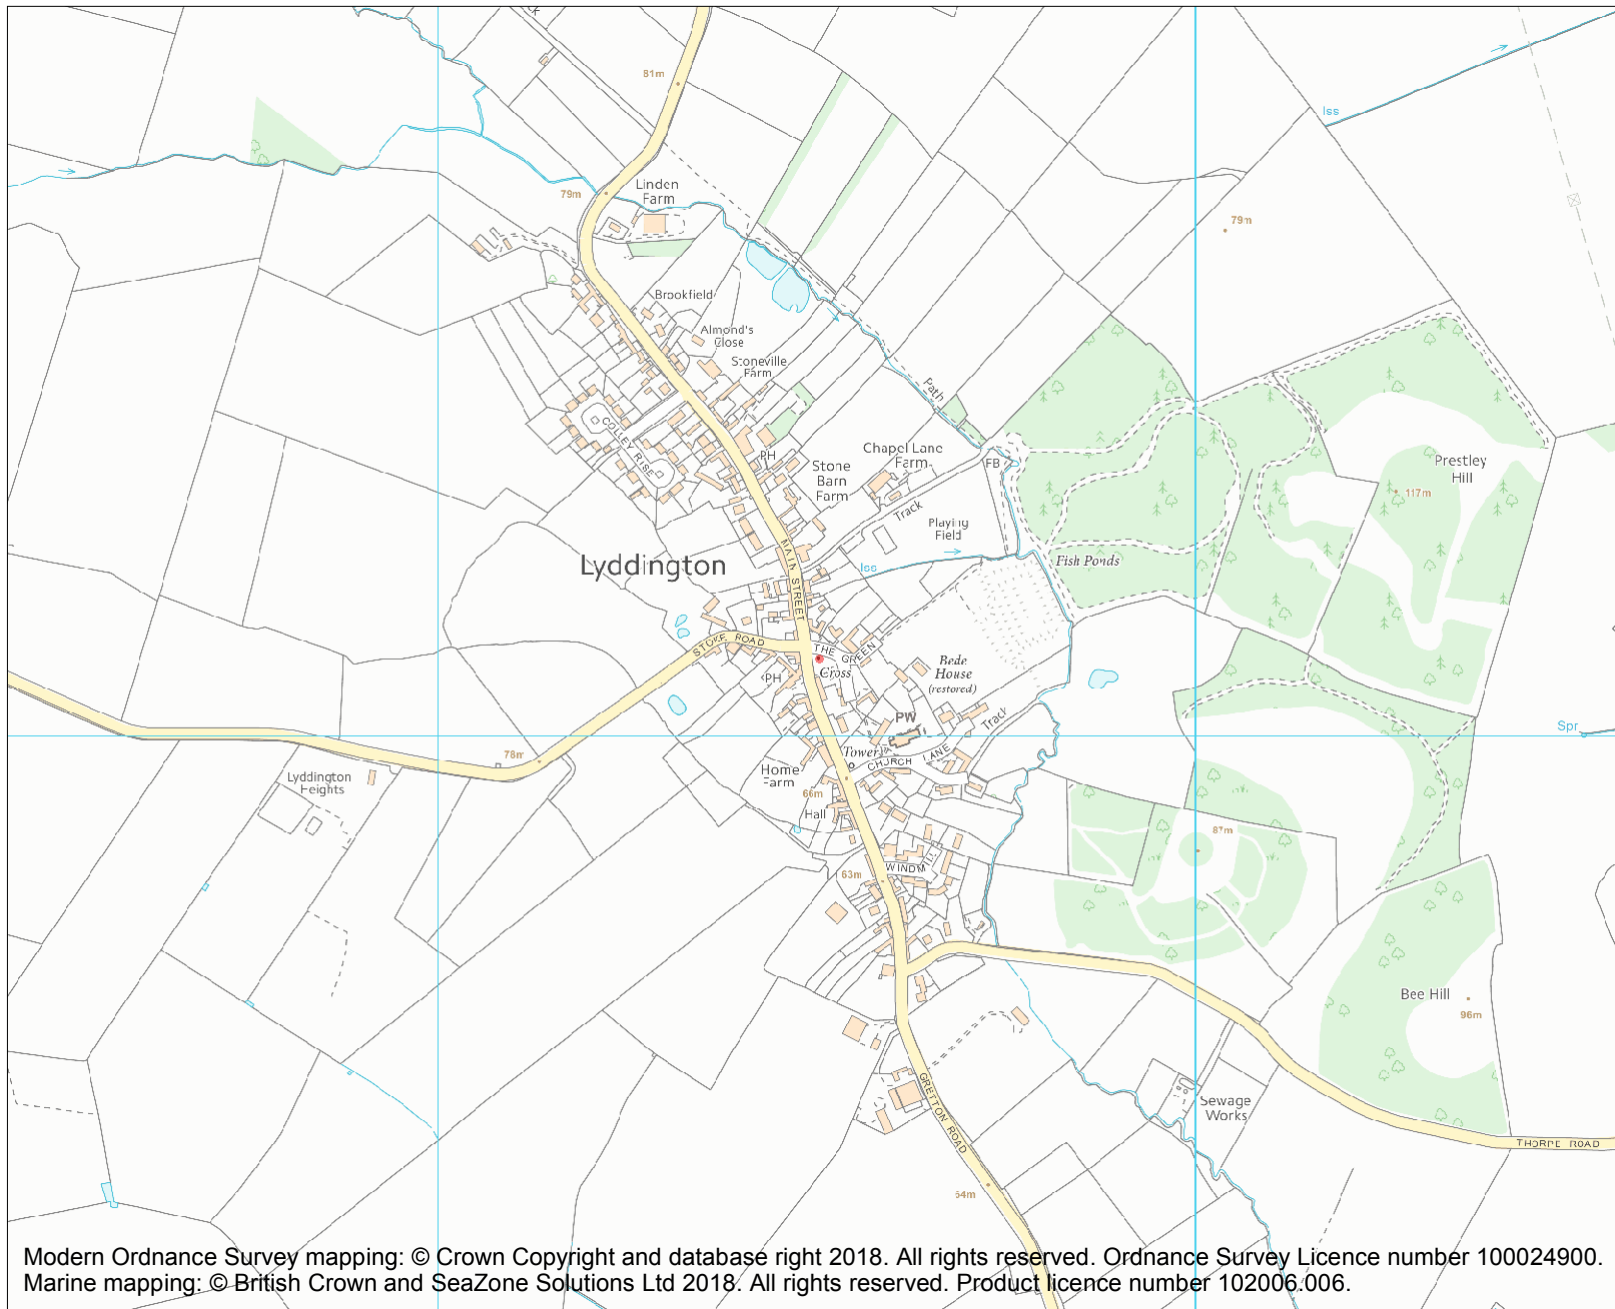 81m
Iss
Linden
Farm
79m
79m
Brookfield
Almond's
Close
Stoneville
Farm
Path
COLLEY RISE
PH
Chapel Lane
Farm
FB
Stone
Barn
Farm
Prestley
Hill
117m
Track
Playing
Field
MAIN STREET
Lyddington
Iss
Fish Ponds
STOKE ROAD
THE GREEN
Cross
Bede
House
(restored)
PH
PW
Track
Spr
76m
Tower
CHURCH LANE
Lyddington
Heights
Home
Farm
66m
Hall
87m
WINDMILL
63m
Bee Hill
96m
GRETTON ROAD
Sewage
Works
THORPE ROAD
64m
Modern Ordnance Survey mapping: © Crown Copyright and database right 2018. All rights reserved. Ordnance Survey Licence number 100024900.
Marine mapping: © British Crown and SeaZone Solutions Ltd 2018. All rights reserved. Product licence number 102006.006.